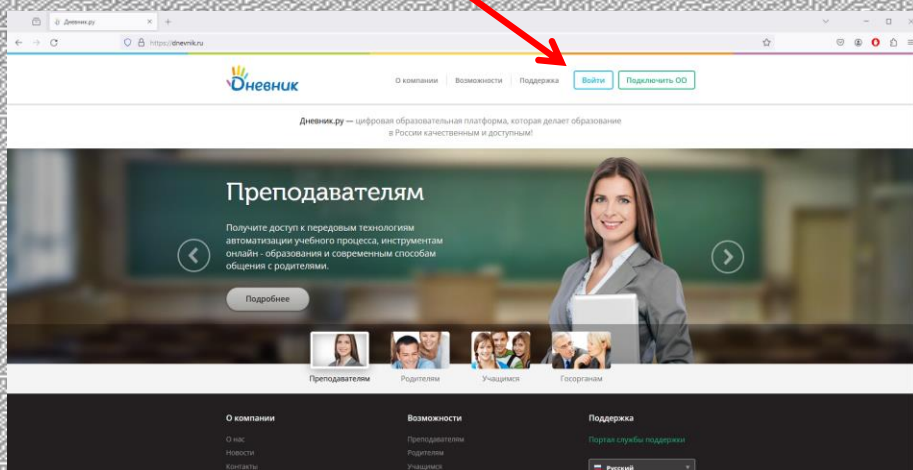 Дневник.ру
https://dnevnik.ru
Дневник
О компании
Возможности
Поддержка
Войти
Подключить ОО
Дневник.ру — цифровая образовательная платформа, которая делает образование
в России качественным и доступным!
Преподавателям
Получите доступ к передовым технологиям
автоматизации учебного процесса, инструментам
онлайн - образования и современным способам
общения с родителями.
Подробнее
Преподавателям
Родителям
Учащимся
Госорганам
О компании
Возможности
Поддержка
О нас
Преподавателям
Портал службы поддержки
Новости
Родителям
Контакты
Учащимся
Русский